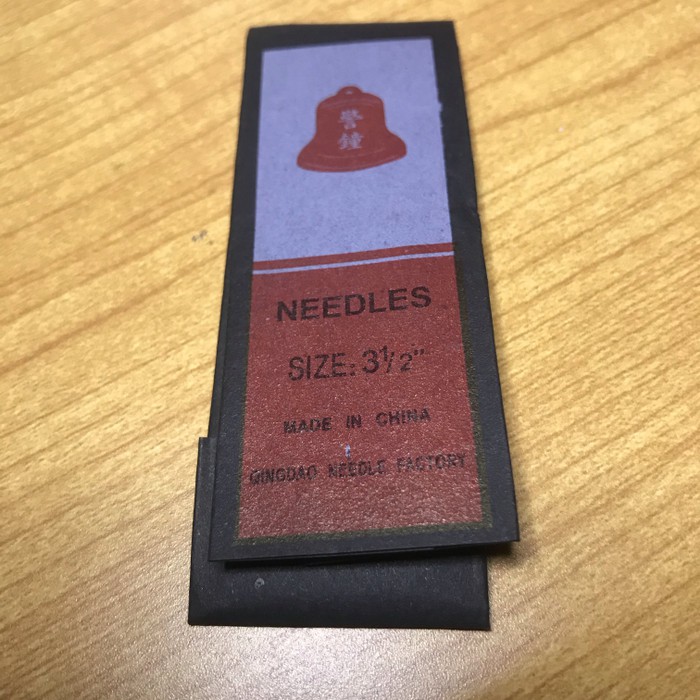 警
鐘
NEEDLES
SIZE: 3½"
MADE IN CHINA
QINGDAO NEEDLE FACTORY